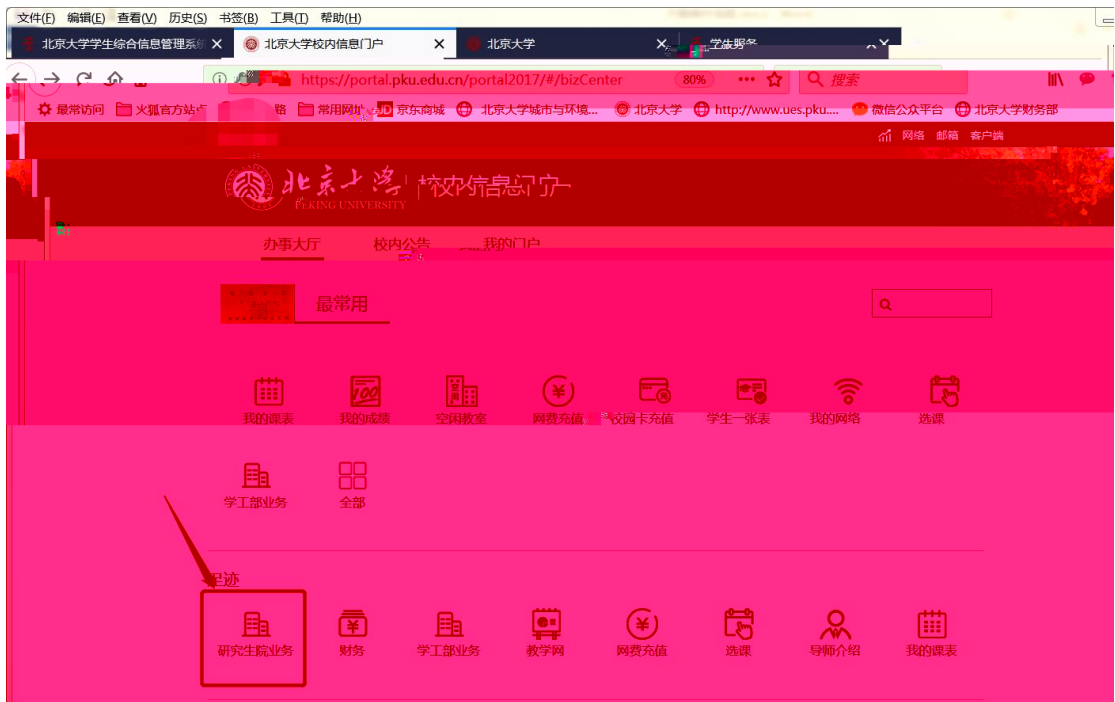 文件(F) 编辑(E) 查看(V) 历史(S) 书签(B) 工具(T) 帮助(H)
北京大学学生综合信息管理系统 北京大学校内信息门户 北京大学
https://portal.pku.edu.cn/portal2017/#/bizCenter 80% 搜索
最常访问 火狐官方站点 常用网址 JD 京东商城 北京大学城市与环境... 北京大学 http://www.ues.pku.... 微信公众平台 北京大学财务部
网络 邮箱 客户端
北京大学 校内信息门户
PEKING UNIVERSITY
办事大厅 校内公告 我的门户
最常用
我的课表 我的成绩 空闲教室 网费充值 校园卡充值 学生一张表 我的网络 选课
学工部业务 全部
足迹
研究生院业务 财务 学工部业务 教学网 网费充值 选课 导师介绍 我的课表